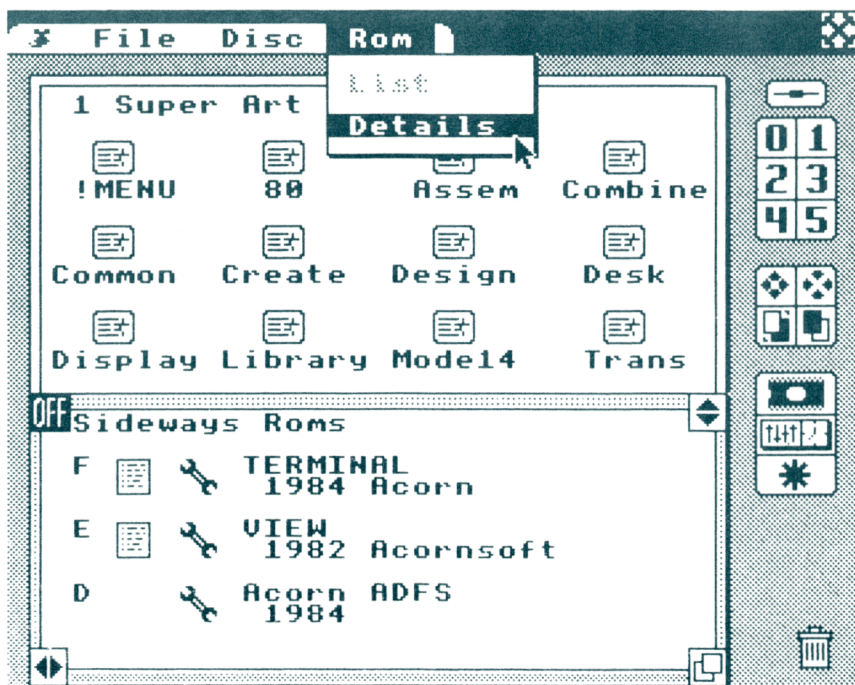 File Disc Rom
List
Details
1 Super Art
!MENU 80 Assem Combine
Common Create Design Desk
Display Library Mode14 Trans
0 1
2 3
4 5
OFF
Sideways Roms
F TERMINAL
1984 Acorn
E VIEW
1982 Acornsoft
D Acorn ADFS
1984